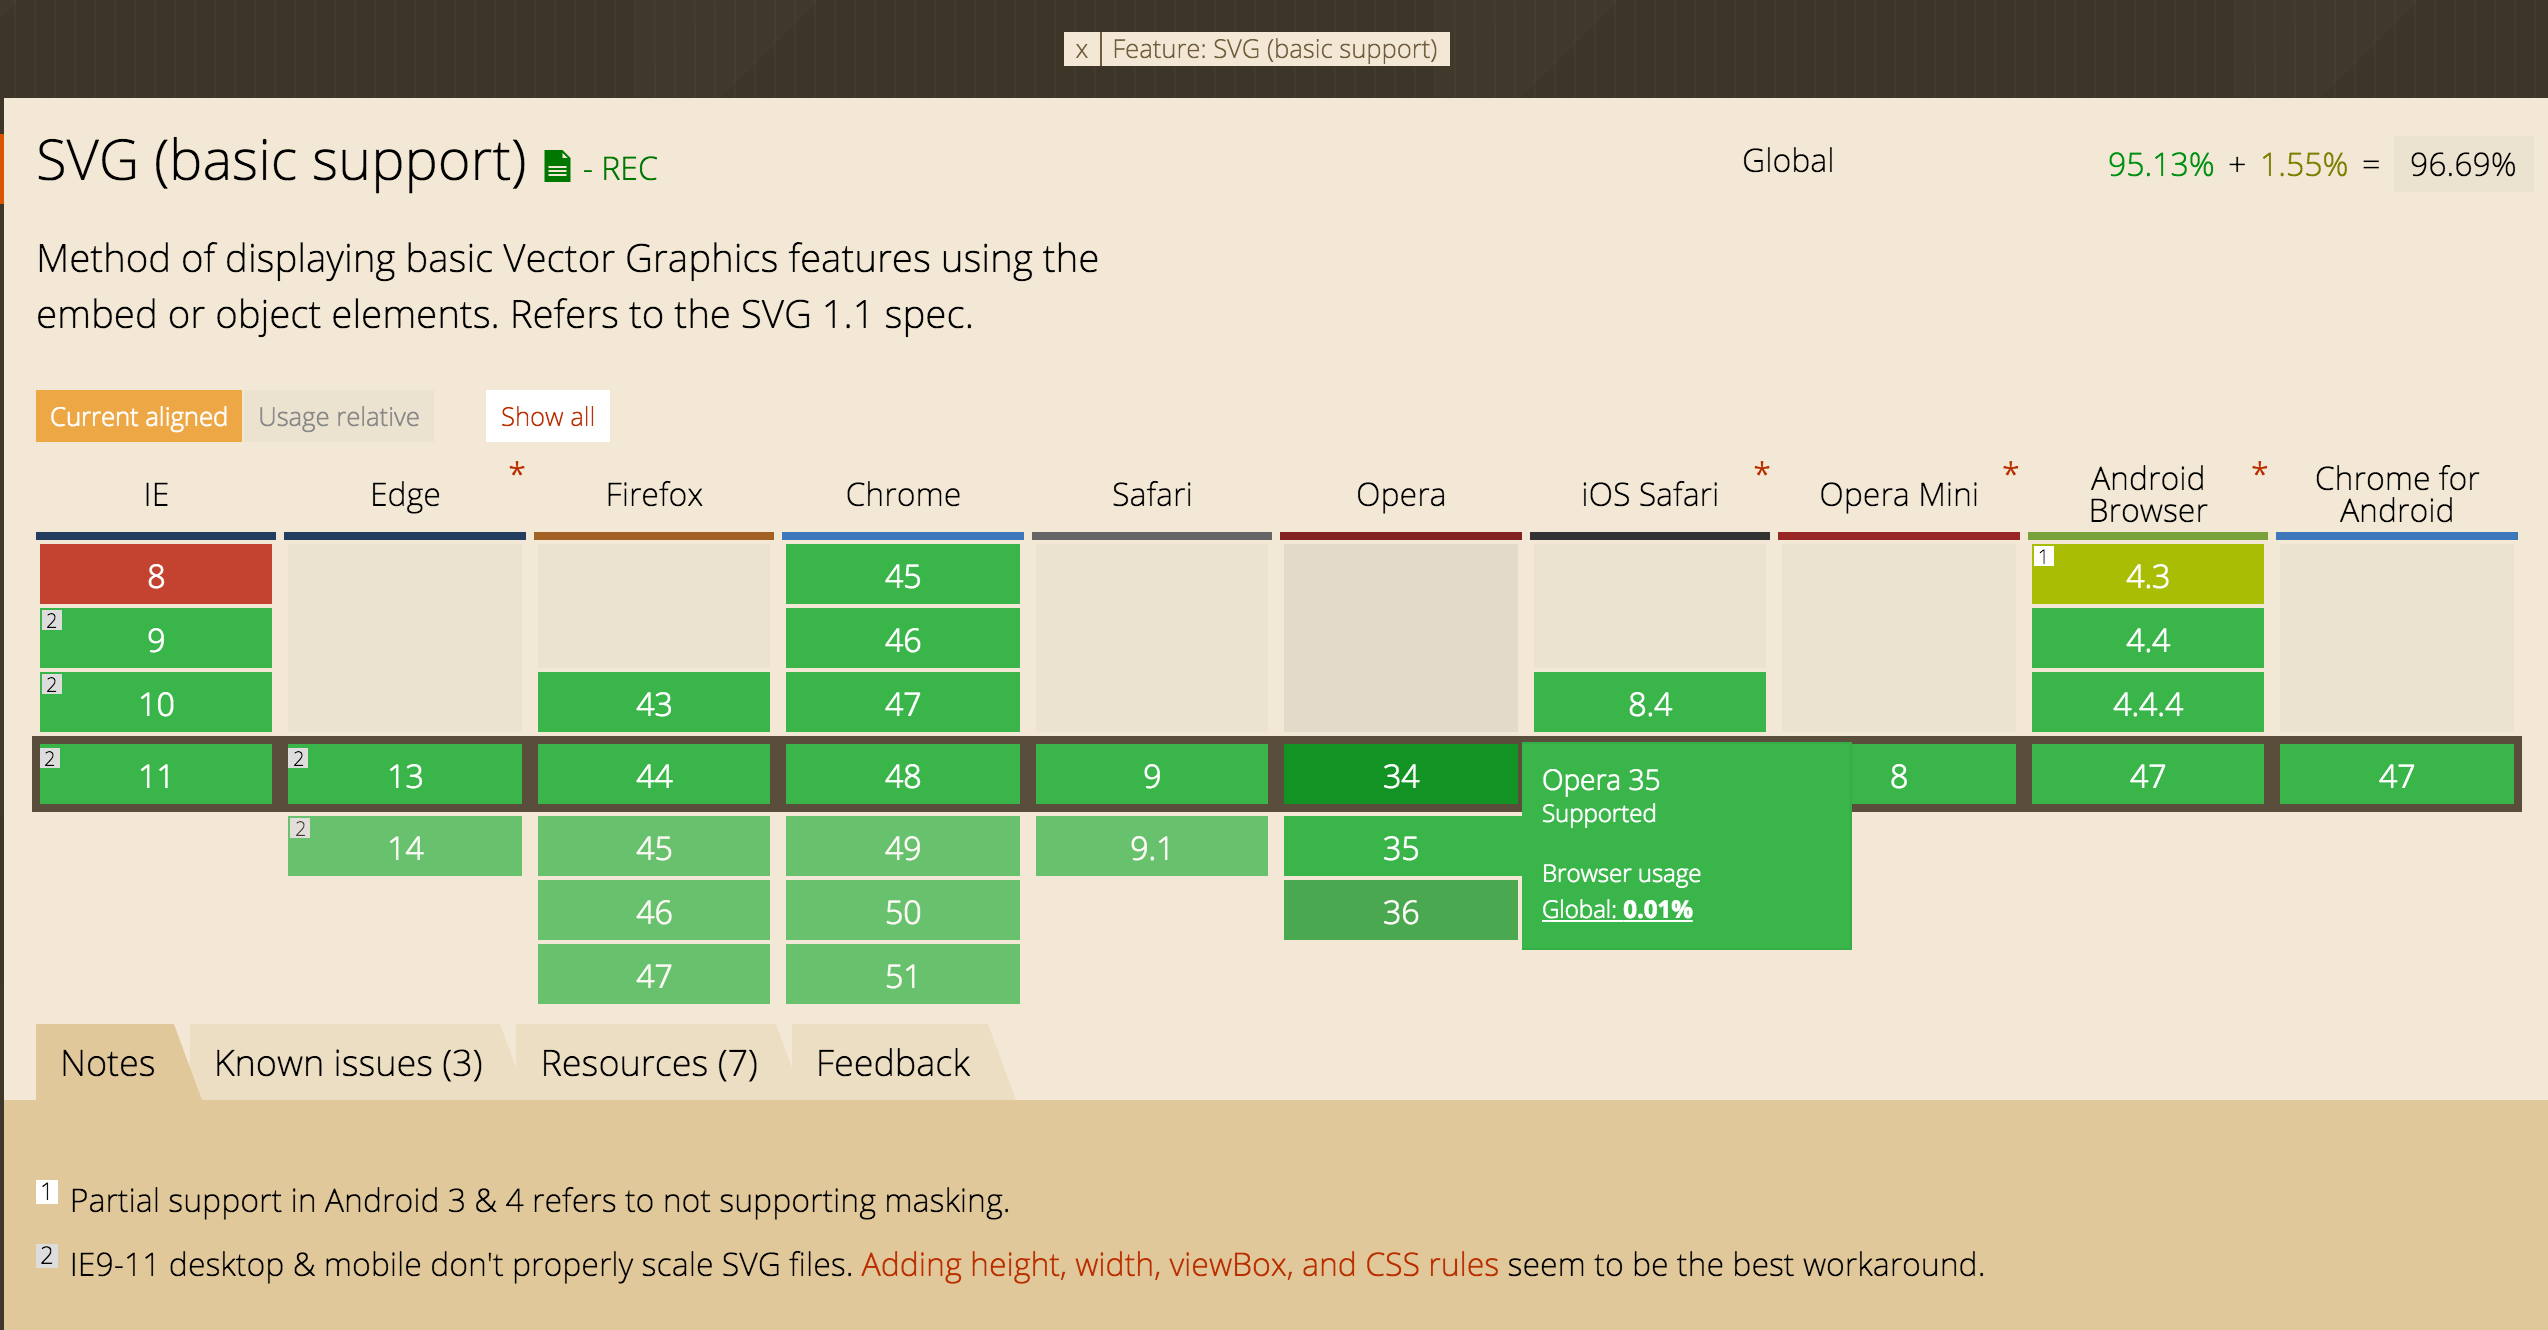 x Feature: SVG (basic support)
SVG (basic support) - REC
Global 95.13% + 1.55% = 96.69%
Method of displaying basic Vector Graphics features using the
embed or object elements. Refers to the SVG 1.1 spec.
Current aligned Usage relative Show all
IE Edge * Firefox Chrome Safari Opera iOS Safari * Opera Mini * Android Browser * Chrome for Android
8 45 1 4.3
2 9 46 4.4
2 10 43 47 8.4 4.4.4
2 11 2 13 44 48 9 34 8 47 47
2 14 45 49 9.1 35
46 50 36
47 51
Opera 35
Supported
Browser usage
Global: 0.01%
Notes Known issues (3) Resources (7) Feedback
1 Partial support in Android 3 & 4 refers to not supporting masking.
2 IE9-11 desktop & mobile don't properly scale SVG files. Adding height, width, viewBox, and CSS rules seem to be the best workaround.